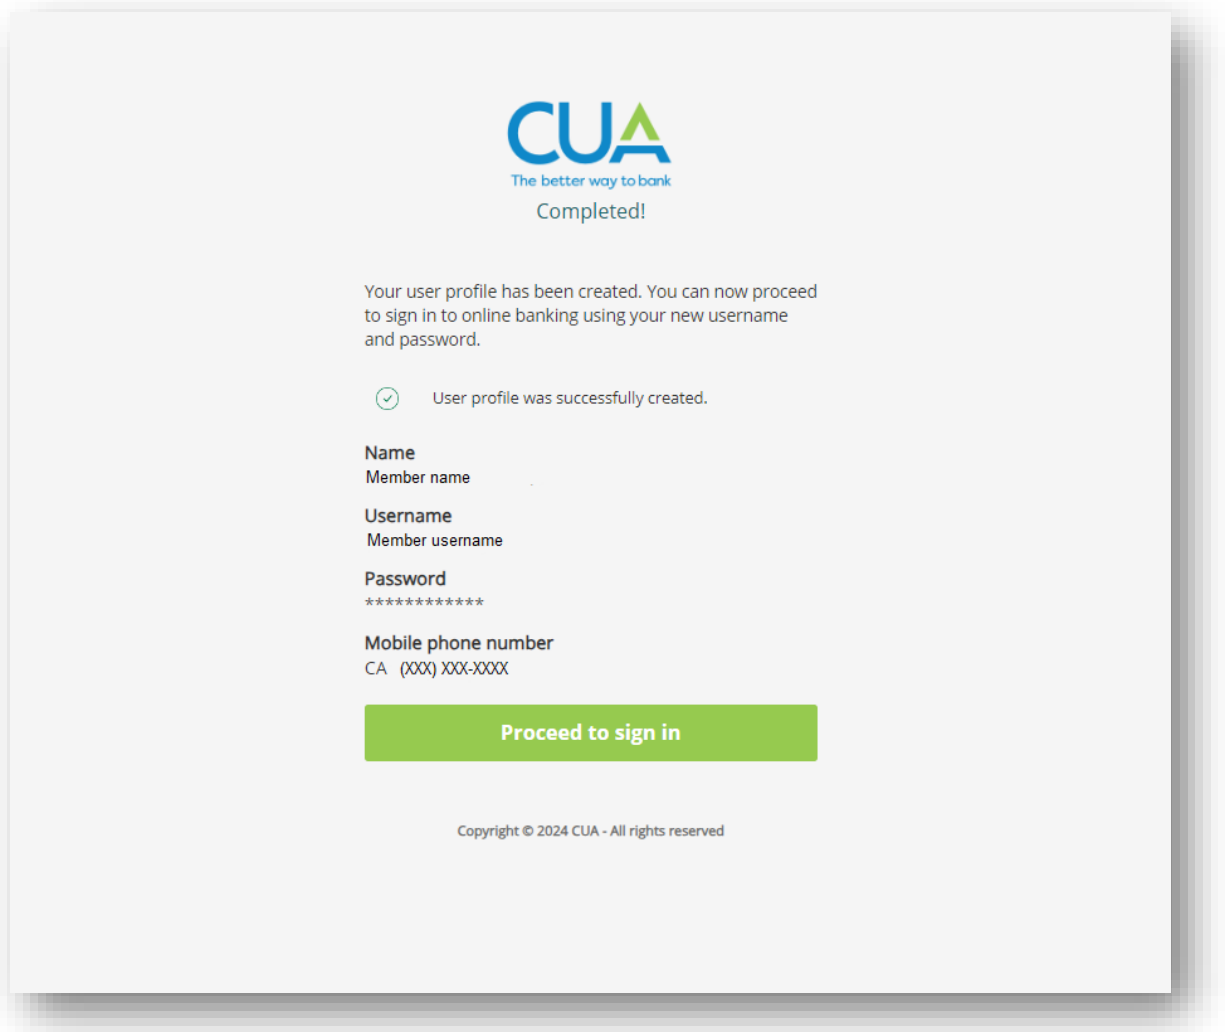 CUA
The better way to bank
Completed!
Your user profile has been created. You can now proceed
to sign in to online banking using your new username
and password.
User profile was successfully created.
Name
Member name
Username
Member username
Password
************
Mobile phone number
CA (XXX) XXX-XXXX
Proceed to sign in
Copyright © 2024 CUA - All rights reserved